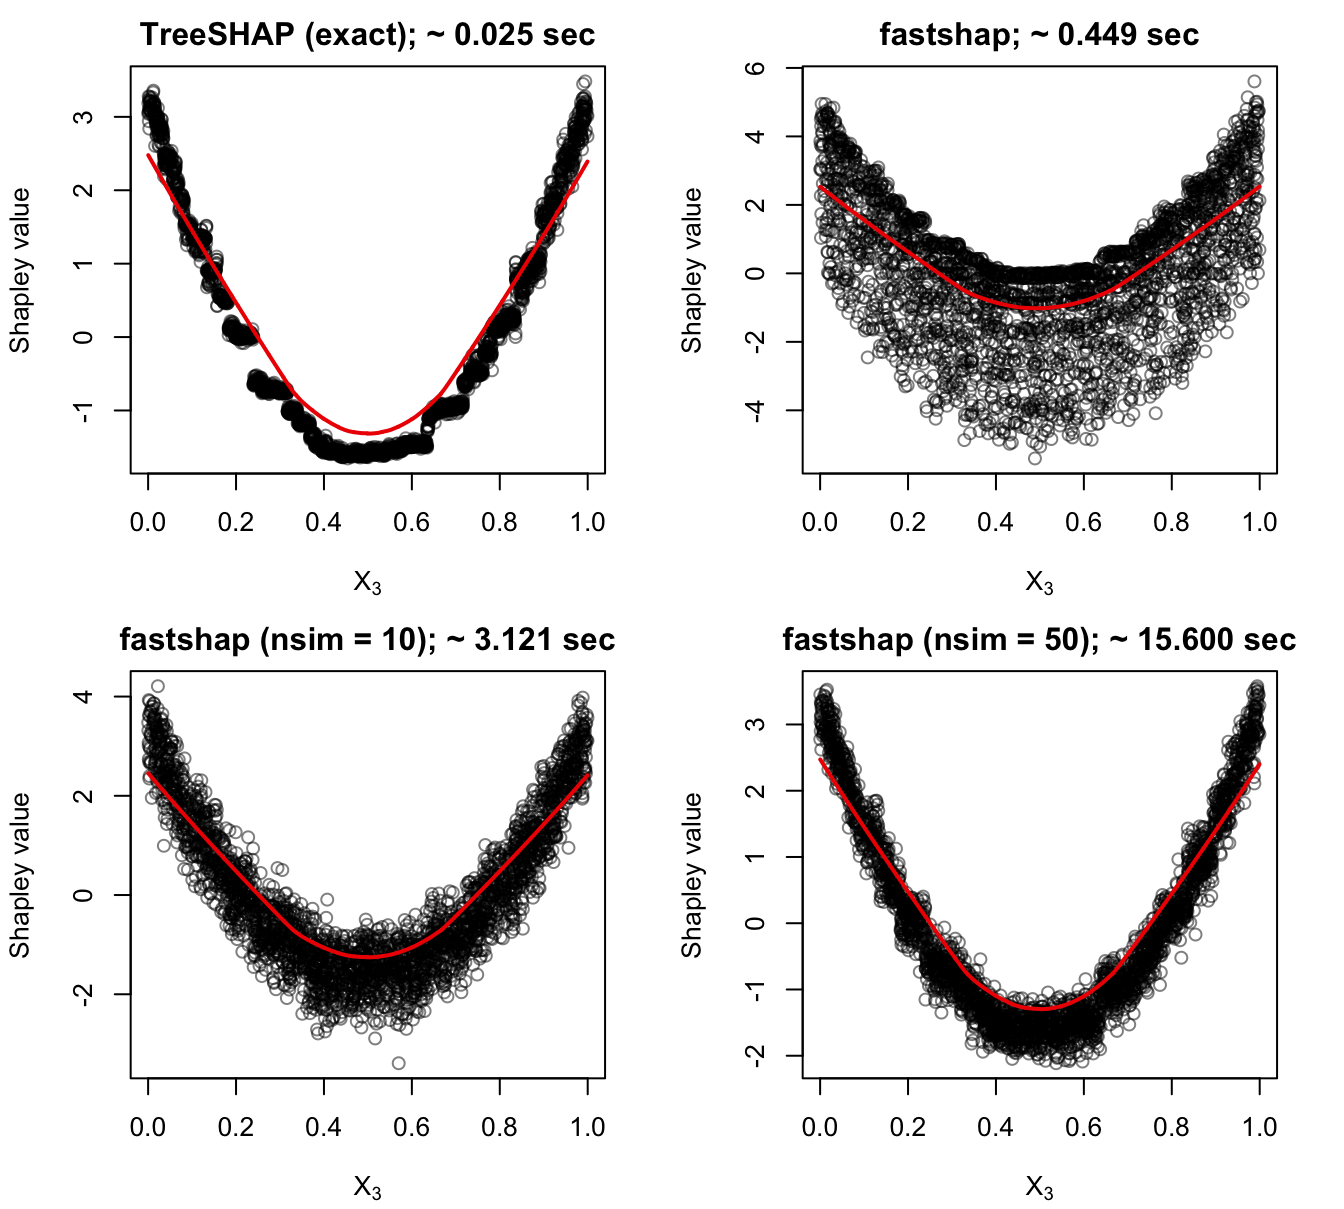 TreeSHAP (exact); ~ 0.025 sec
Shapley value
3
2
1
0
-1
0.0 0.2 0.4 0.6 0.8 1.0
X3
fastshap; ~ 0.449 sec
Shapley value
6
4
2
0
-2
-4
0.0 0.2 0.4 0.6 0.8 1.0
X3
fastshap (nsim = 10); ~ 3.121 sec
Shapley value
4
2
0
-2
0.0 0.2 0.4 0.6 0.8 1.0
X3
fastshap (nsim = 50); ~ 15.600 sec
Shapley value
3
2
1
0
-1
-2
0.0 0.2 0.4 0.6 0.8 1.0
X3